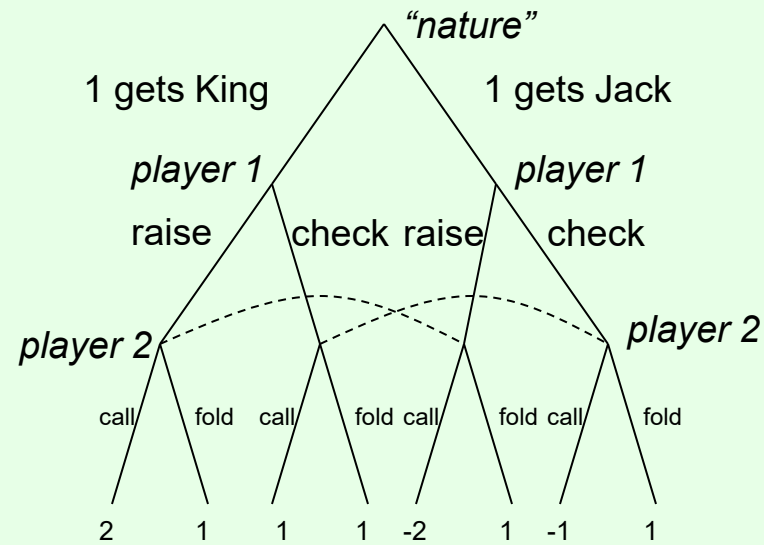 “nature”
1 gets King 1 gets Jack
player 1 player 1
raise check raise check
player 2 player 2
call fold call fold call fold call fold
2 1 1 1 -2 1 -1 1